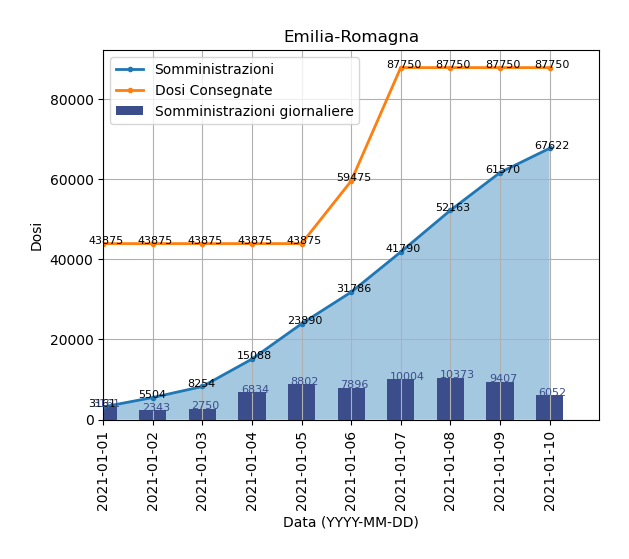 Emilia-Romagna
Somministrazioni
Dosi Consegnate
Somministrazioni giornaliere
Dosi
80000
60000
40000
20000
0
43875 43875 43875 43875 43875 59475 87750 87750 87750 87750
5504 8254 15088 23890 31786 41790 52163 61570 67622
2343 2750 6834 8802 7896 10004 10373 9407 6052
2021-01-01
2021-01-02
2021-01-03
2021-01-04
2021-01-05
2021-01-06
2021-01-07
2021-01-08
2021-01-09
2021-01-10
Data (YYYY-MM-DD)